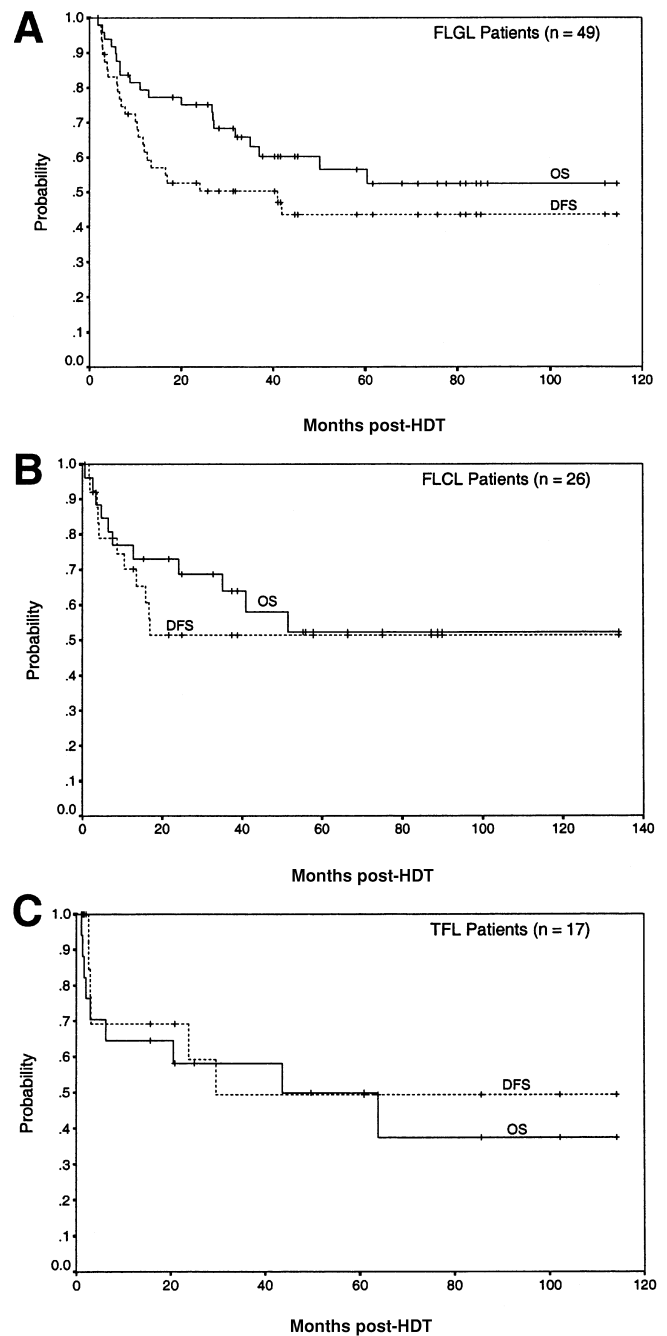 A
FLGL Patients (n = 49)
1.0
.9
.8
.7
.6
.5
.4
.3
.2
.1
0.0
Probability
OS
DFS
0 20 40 60 80 100 120
Months post-HDT
B
FLCL Patients (n = 26)
1.0
.9
.8
.7
.6
.5
.4
.3
.2
.1
0.0
Probability
OS
DFS
0 20 40 60 80 100 120 140
Months post-HDT
C
TFL Patients (n = 17)
1.0
.9
.8
.7
.6
.5
.4
.3
.2
.1
0.0
Probability
DFS
OS
0 20 40 60 80 100 120
Months post-HDT